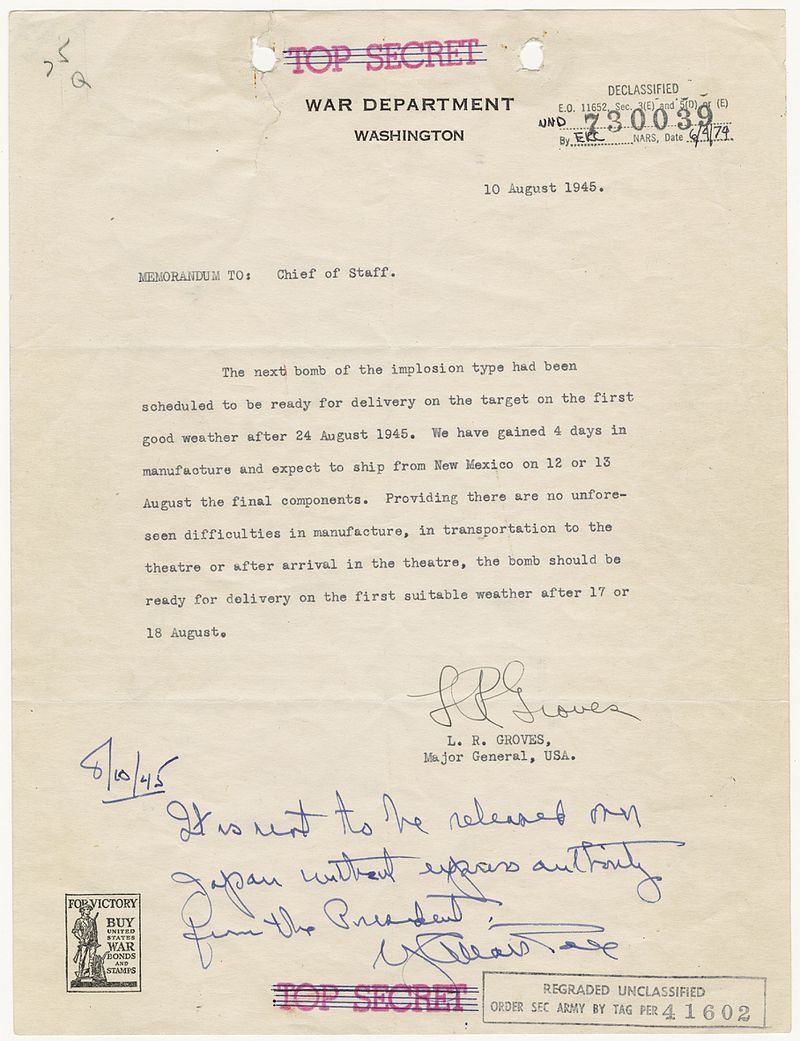 75
Q
TOP SECRET
WAR DEPARTMENT
WASHINGTON
DECLASSIFIED
E.O. 11652, Sec. 3(E) and 5(D) or (E)
NND 730039
By ERC NARS, Date 6/4/74
10 August 1945.
MEMORANDUM TO: Chief of Staff.
The next bomb of the implosion type had been
scheduled to be ready for delivery on the target on the first
good weather after 24 August 1945. We have gained 4 days in
manufacture and expect to ship from New Mexico on 12 or 13
August the final components. Providing there are no unfore-
seen difficulties in manufacture, in transportation to the
theatre or after arrival in the theatre, the bomb should be
ready for delivery on the first suitable weather after 17 or
18 August.
L R Groves
L. R. GROVES,
Major General, USA.
8/10/45
It is not to be released on
Japan without express authority
from the President.
G C Marshall
FOR VICTORY
BUY
UNITED
STATES
WAR
BONDS
AND
STAMPS
TOP SECRET
REGRADED UNCLASSIFIED
ORDER SEC ARMY BY TAG PER 41602